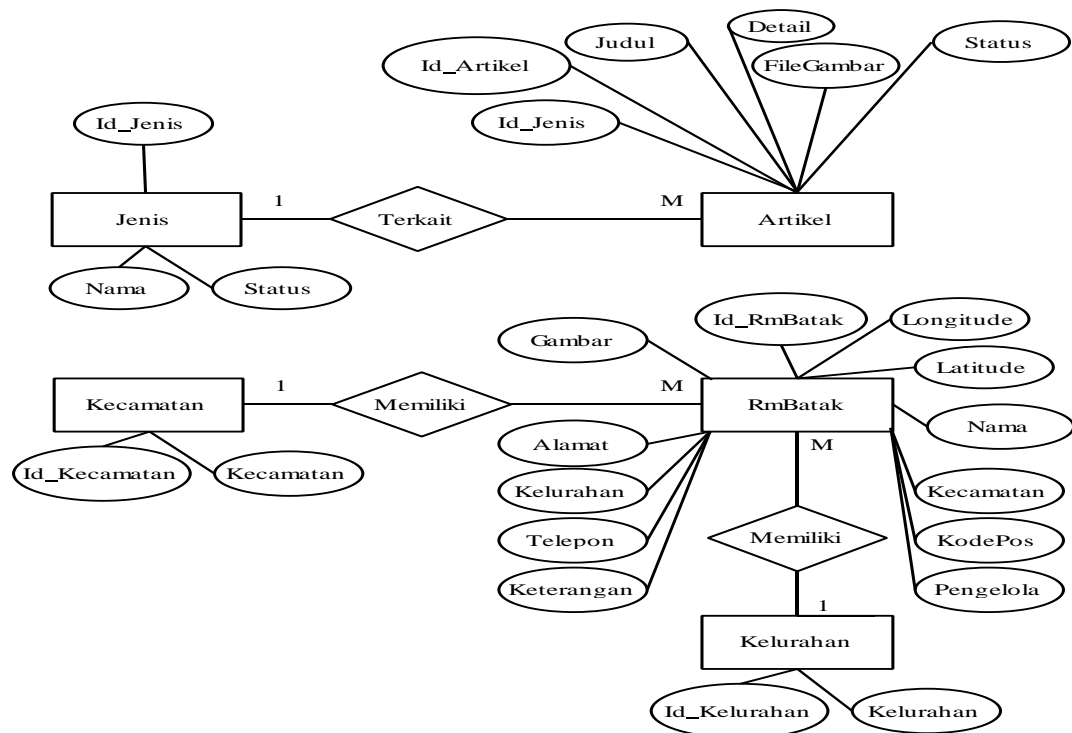 Detail
Judul
Status
Id_Artikel
FileGambar
Id_Jenis
Id_Jenis
1
M
Jenis
Terkait
Artikel
Nama
Status
Id_RmBatak
Longitude
Gambar
Latitude
1
M
Kecamatan
Memiliki
RmBatak
Nama
Alamat
M
Id_Kecamatan
Kecamatan
Kelurahan
Kecamatan
Telepon
Memiliki
KodePos
Keterangan
Pengelola
1
Kelurahan
Id_Kelurahan
Kelurahan